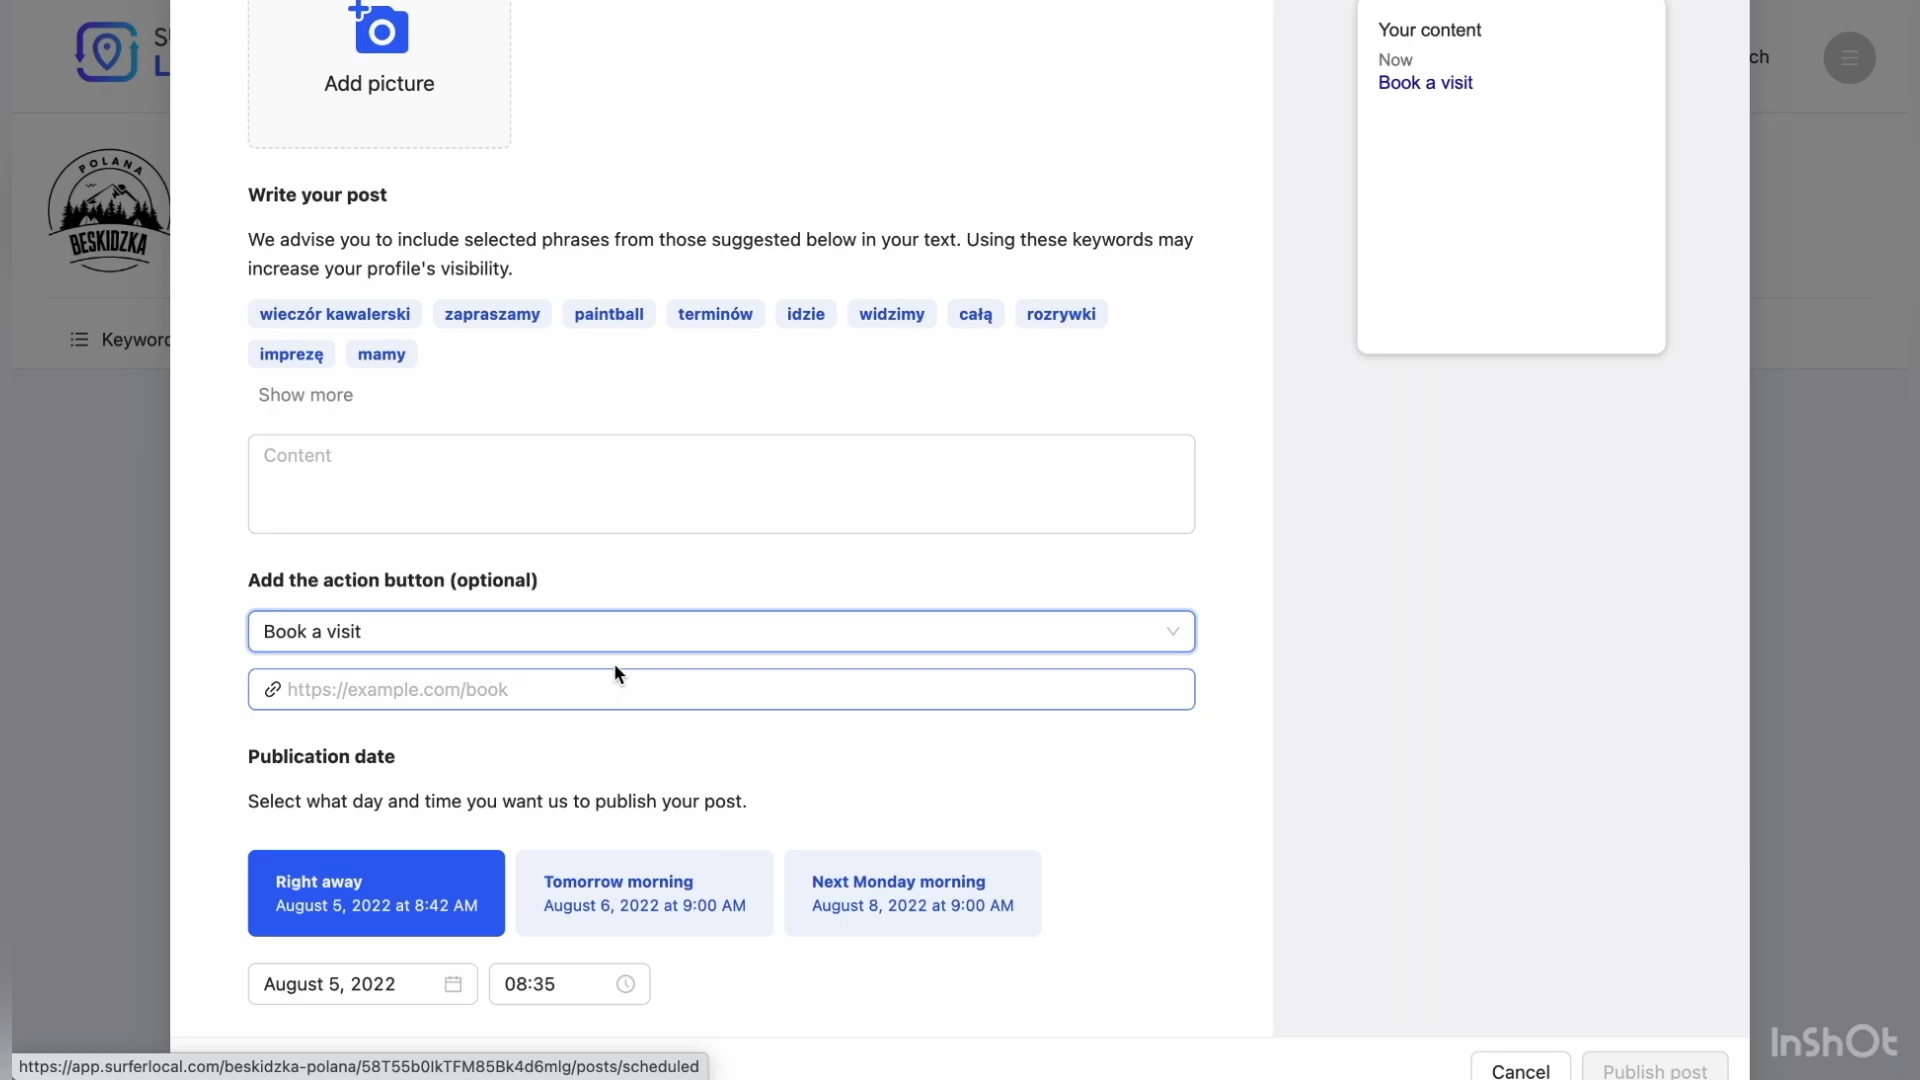 Add picture
Write your post
We advise you to include selected phrases from those suggested below in your text. Using these keywords may
increase your profile's visibility.
wieczór kawalerski zapraszamy paintball terminów idzie widzimy całą rozrywki
imprezę mamy
Show more
Content
Add the action button (optional)
Book a visit
https://example.com/book
Publication date
Select what day and time you want us to publish your post.
Right away
August 5, 2022 at 8:42 AM
Tomorrow morning
August 6, 2022 at 9:00 AM
Next Monday morning
August 8, 2022 at 9:00 AM
August 5, 2022
08:35
Your content
Now
Book a visit
ch
POLANA
BESKIDZKA
Keyword
Cancel
Publish post
https://app.surferlocal.com/beskidzka-polana/58T55b0lkTFM85Bk4d6mlg/posts/scheduled
InShOt